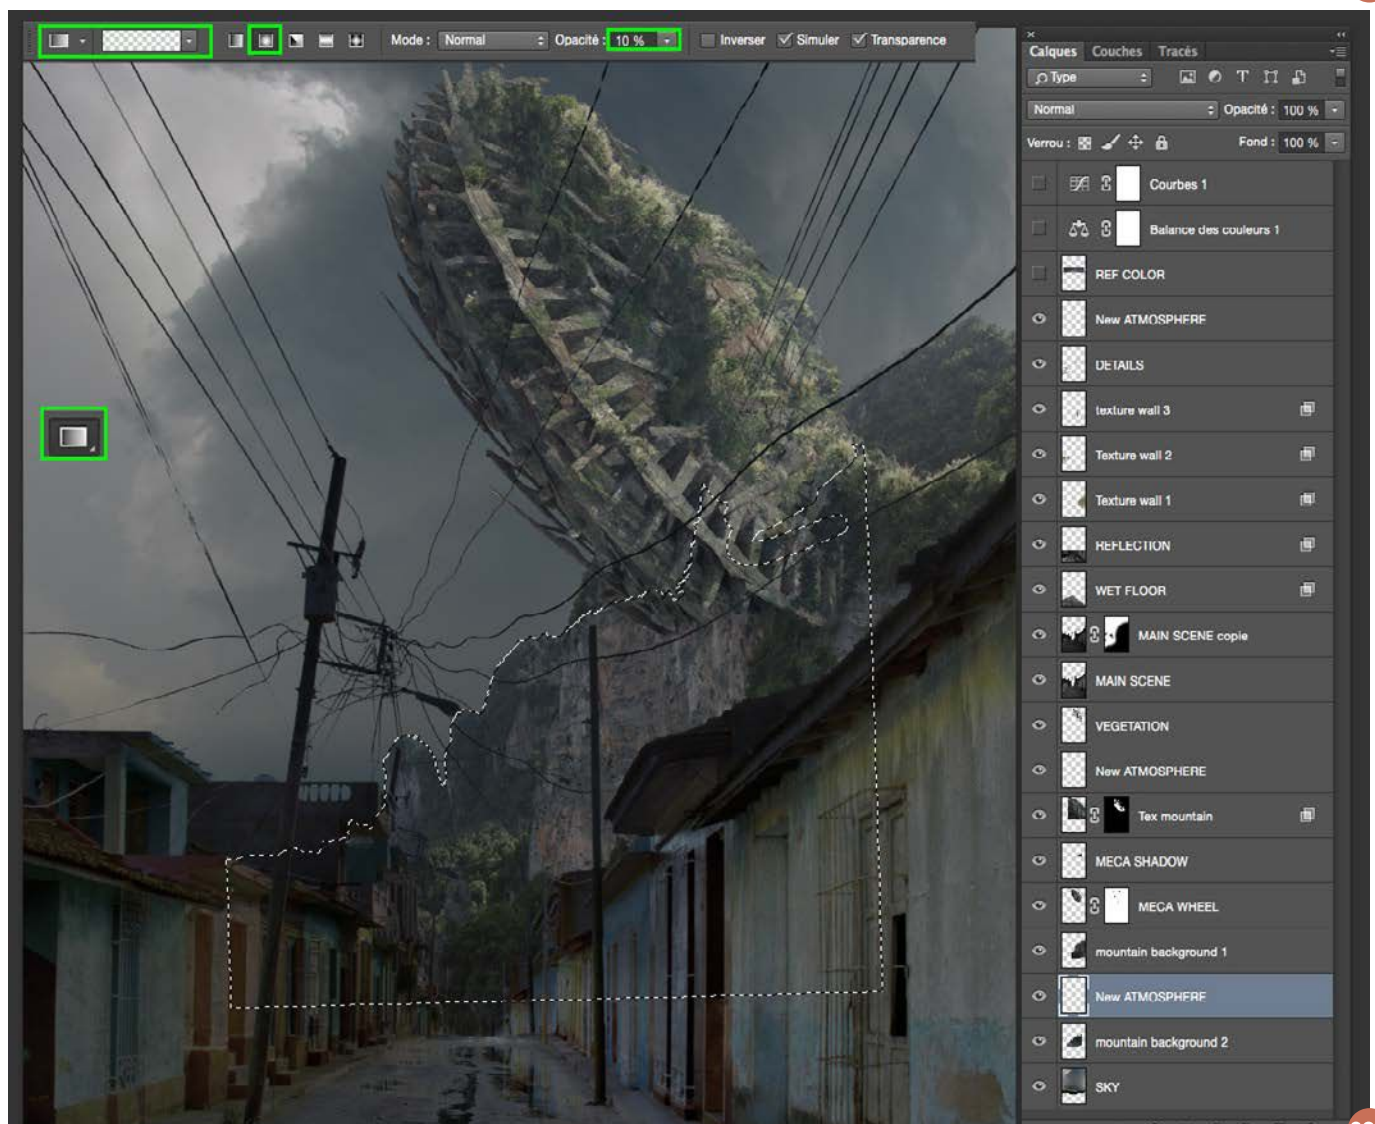 Mode : Normal Opacité : 10 % Inverser Simuler Transparence
Calques Couches Tracés
Type
Normal Opacité : 100 %
Verrou : Fond : 100 %
Courbes 1
Balance des couleurs 1
REF COLOR
New ATMOSPHERE
DETAILS
texture wall 3
Texture wall 2
Texture wall 1
REFLECTION
WET FLOOR
MAIN SCENE copie
MAIN SCENE
VEGETATION
New ATMOSPHERE
Tex mountain
MECA SHADOW
MECA WHEEL
mountain background 1
New ATMOSPHERE
mountain background 2
SKY